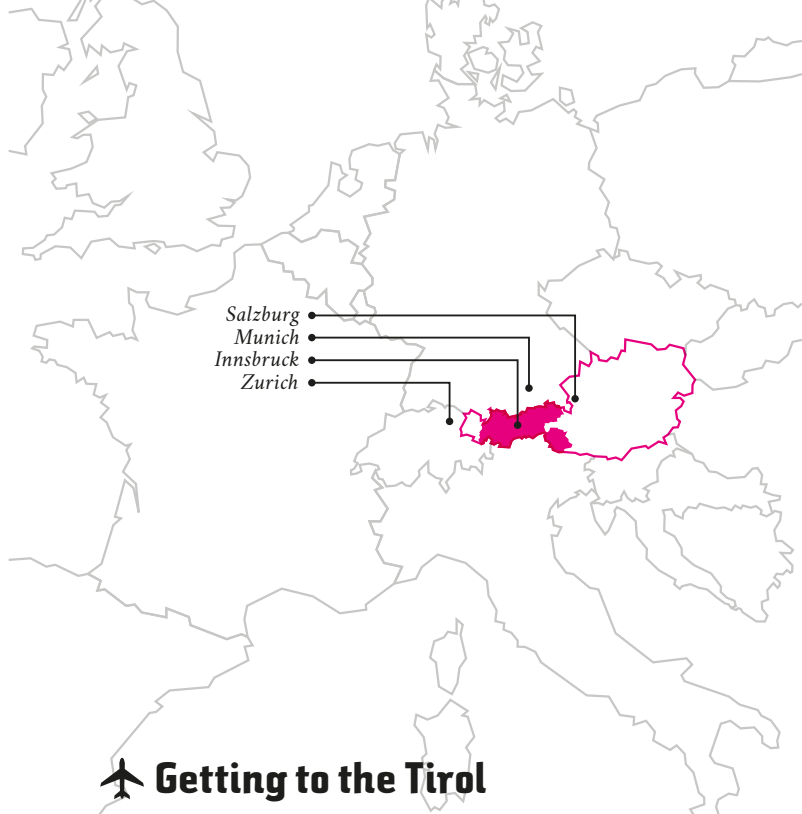 Salzburg
Munich
Innsbruck
Zurich
Getting to the Tirol